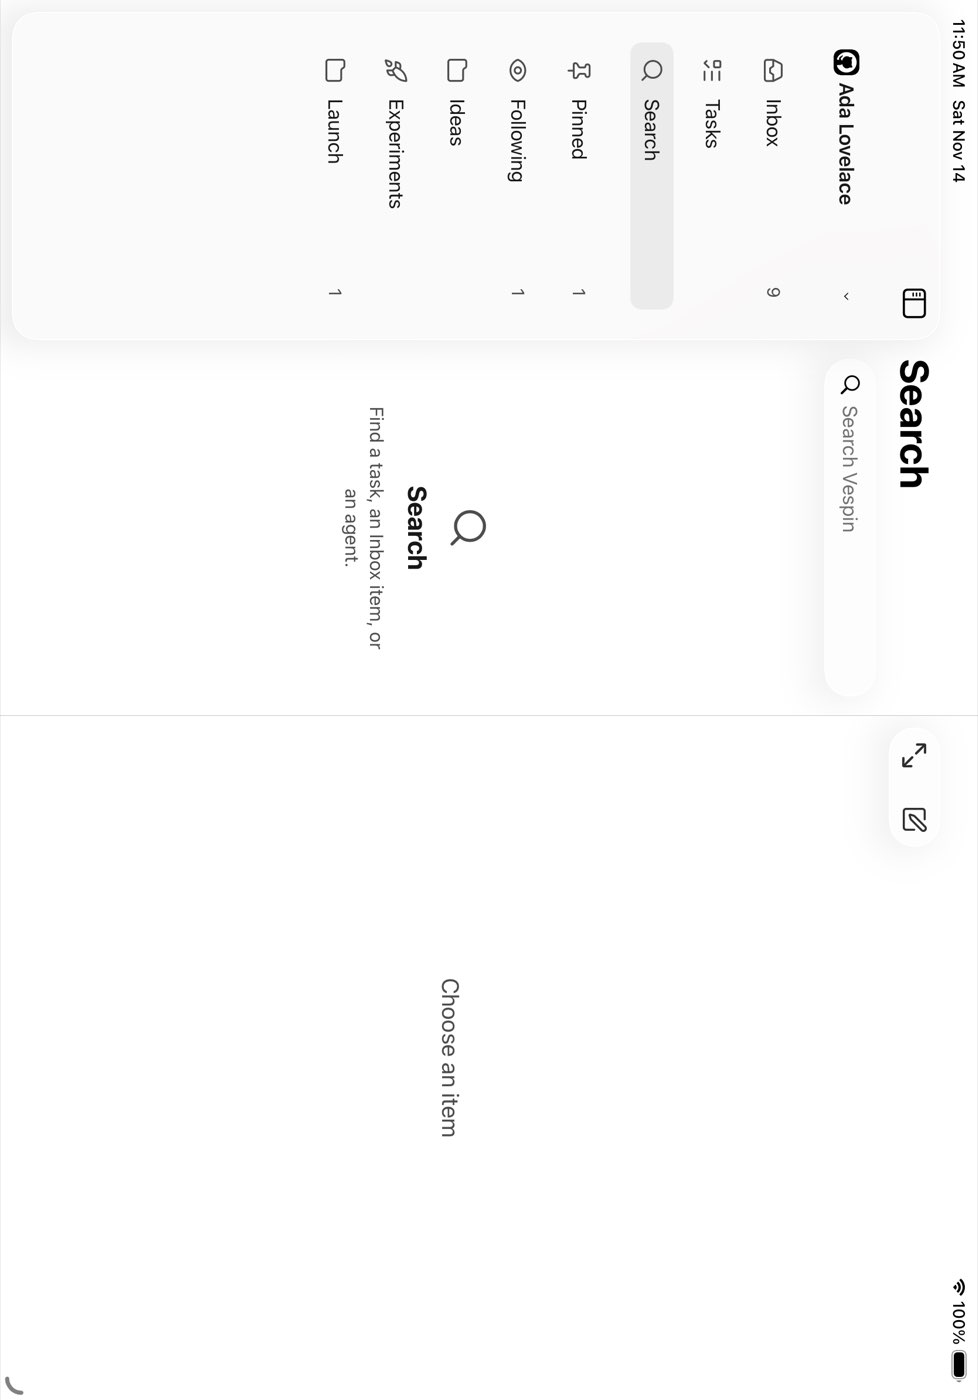 11:50 AM Sat Nov 14
100%
Ada Lovelace
Inbox 9
Tasks
Search
Pinned 1
Following 1
Ideas
Experiments
Launch 1
Search
Search Vespin
Search
Find a task, an Inbox item, or
an agent.
Choose an item